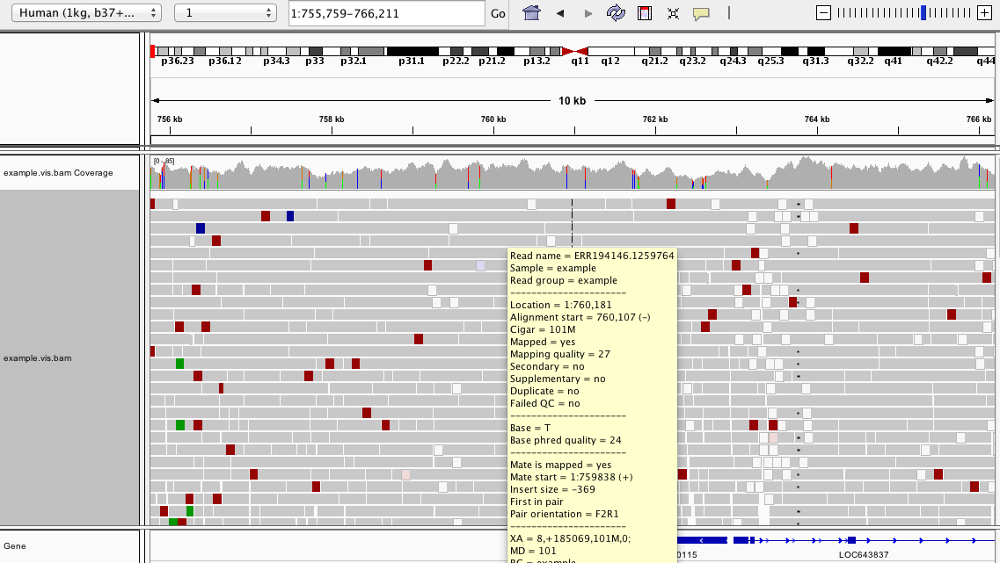 Human (1kg, b37+...
1
1:755,759-766,211
Go
p36.23 p36.12 p34.3 p33 p32.1 p31.1 p22.2 p21.2 p13.2 q11 q12 q21.2 q23.2 q24.3 q25.3 q31.3 q32.2 q41 q42.2 q44
10 kb
756 kb 758 kb 760 kb 762 kb 764 kb 766 kb
example.vis.bam Coverage
[0-85]
example.vis.bam
Read name = ERR194146.1259764
Sample = example
Read group = example
----------------------
Location = 1:760,181
Alignment start = 760,107 (-)
Cigar = 101M
Mapped = yes
Mapping quality = 27
Secondary = no
Supplementary = no
Duplicate = no
Failed QC = no
----------------------
Base = T
Base phred quality = 24
----------------------
Mate is mapped = yes
Mate start = 1:759838 (+)
Insert size = -369
First in pair
Pair orientation = F2R1
----------------------
XA = 8,+185069,101M,0;
MD = 101
RG = example
Gene
0115
LOC643837